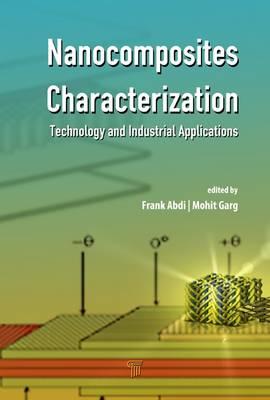 Nanocomposites
Characterization
Technology and Industrial Applications
edited by
Frank Abdi | Mohit Garg
-θ
0°
+θ